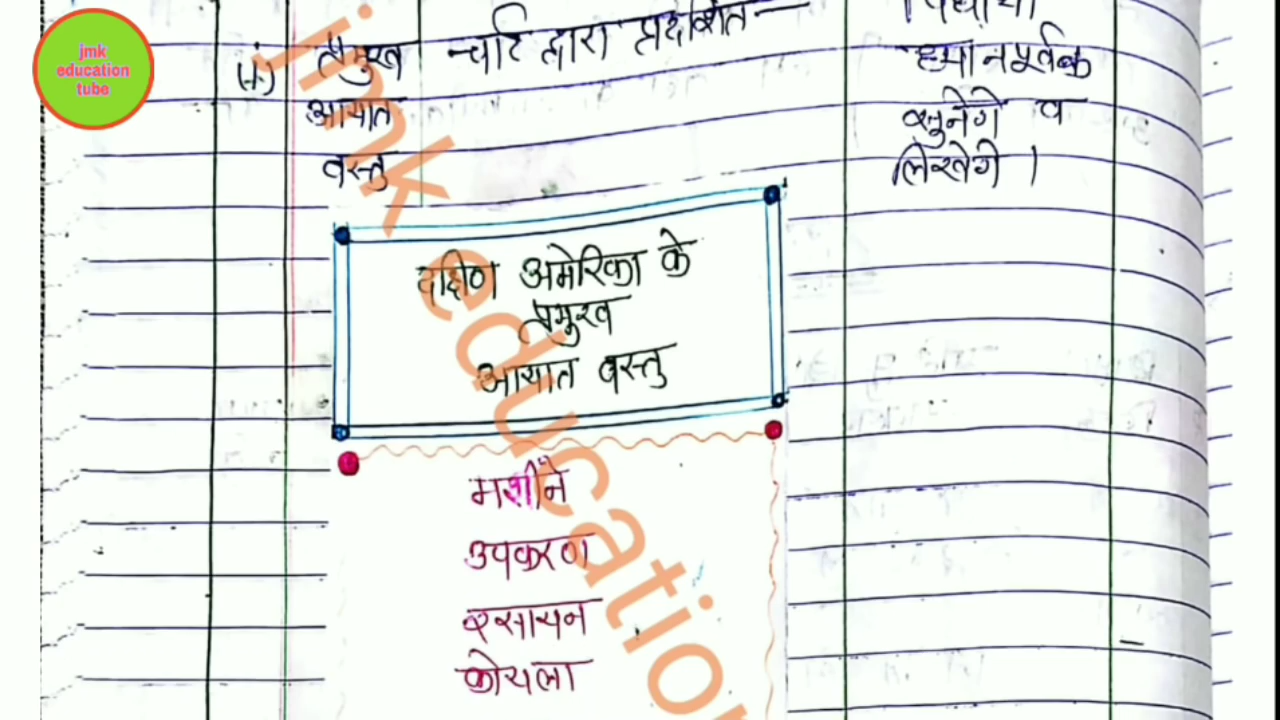 jmk
education
tube
प्रमुख चार्ट द्वारा प्रदर्शित—
आयात
वस्तु
ध्यानपूर्वक
सुनेगे व
लिखेगे ।
दक्षिण अमेरिका के
प्रमुख
आयात वस्तु
मशीने
उपकरण
रसायन
कोयला
jmk education